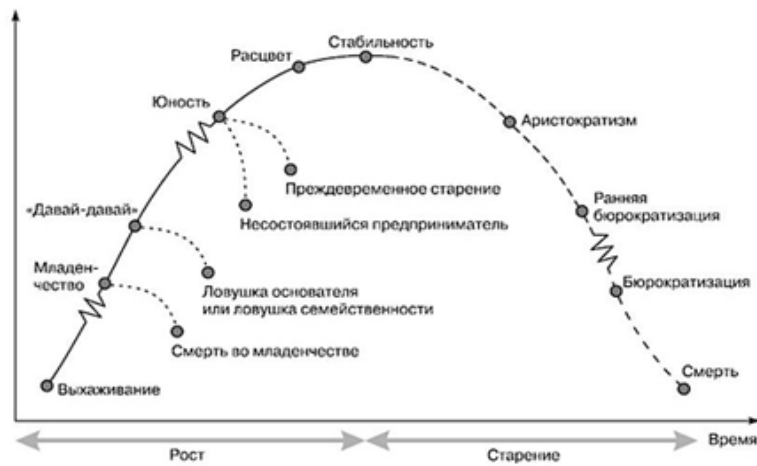 Стабильность
Расцвет
Юность
Аристократизм
Преждевременное старение
«Давай-давай»
Несостоявшийся предприниматель
Ранняя
бюрократизация
Младен-
чество
Ловушка основателя
или ловушка семейственности
Бюрократизация
Смерть во младенчестве
Выхаживание
Смерть
Время
Рост
Старение